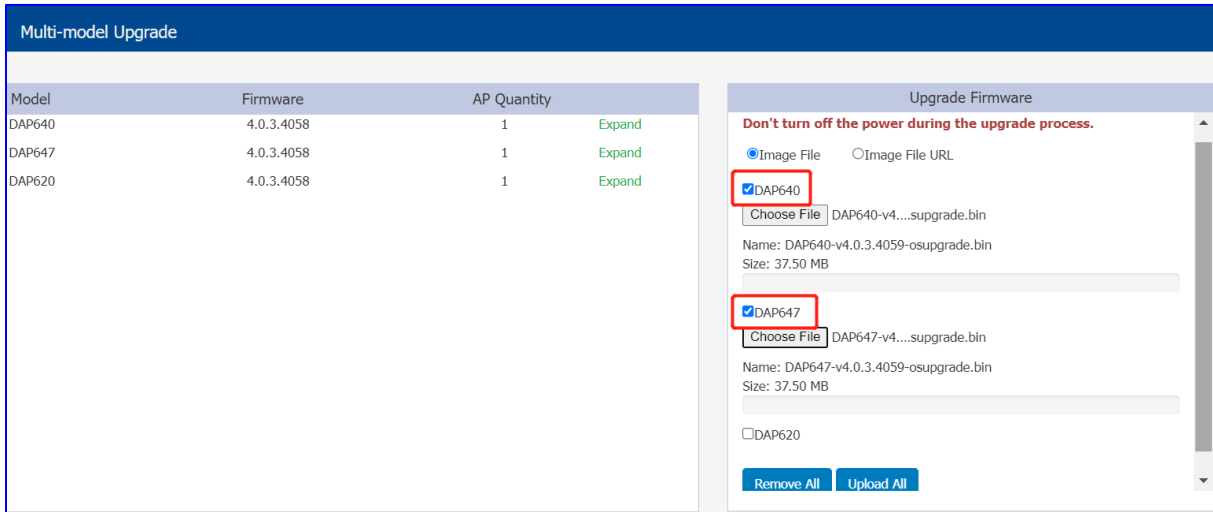 Multi-model Upgrade
Model Firmware AP Quantity
DAP640 4.0.3.4058 1 Expand
DAP647 4.0.3.4058 1 Expand
DAP620 4.0.3.4058 1 Expand
Upgrade Firmware
Don't turn off the power during the upgrade process.
Image File Image File URL
DAP640
Choose File DAP640-v4....supgrade.bin
Name: DAP640-v4.0.3.4059-osupgrade.bin
Size: 37.50 MB
DAP647
Choose File DAP647-v4....supgrade.bin
Name: DAP647-v4.0.3.4059-osupgrade.bin
Size: 37.50 MB
DAP620
Remove All Upload All